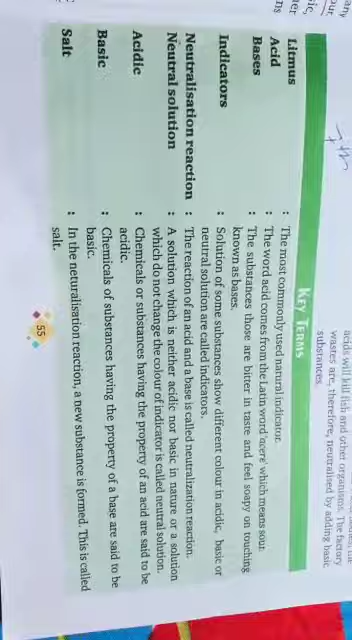 acids will kill fish and other organisms. The factory
wastes are, therefore, neutralised by adding basic
substances.
7th
KEY TERMS
Litmus : The most commonly used natural indicator.
Acid : The word acid comes from the Latin word 'acere' which means sour.
Bases : The substances those are bitter in taste and feel soapy on touching
known as bases.
Indicators : Solution of some substances show different colour in acidic, basic or
neutral solution are called indicators.
Neutralisation reaction : The reaction of an acid and a base is called neutralization reaction.
Neutral solution : A solution which is neither acidic nor basic in nature or a solution
which do not change the colour of indicator is called neutral solution.
Acidic : Chemicals or substances having the property of an acid are said to be
acidic.
Basic : Chemicals of substances having the property of a base are said to be
basic.
Salt : In the neturalisation reaction, a new substance is formed. This is called
salt.
55